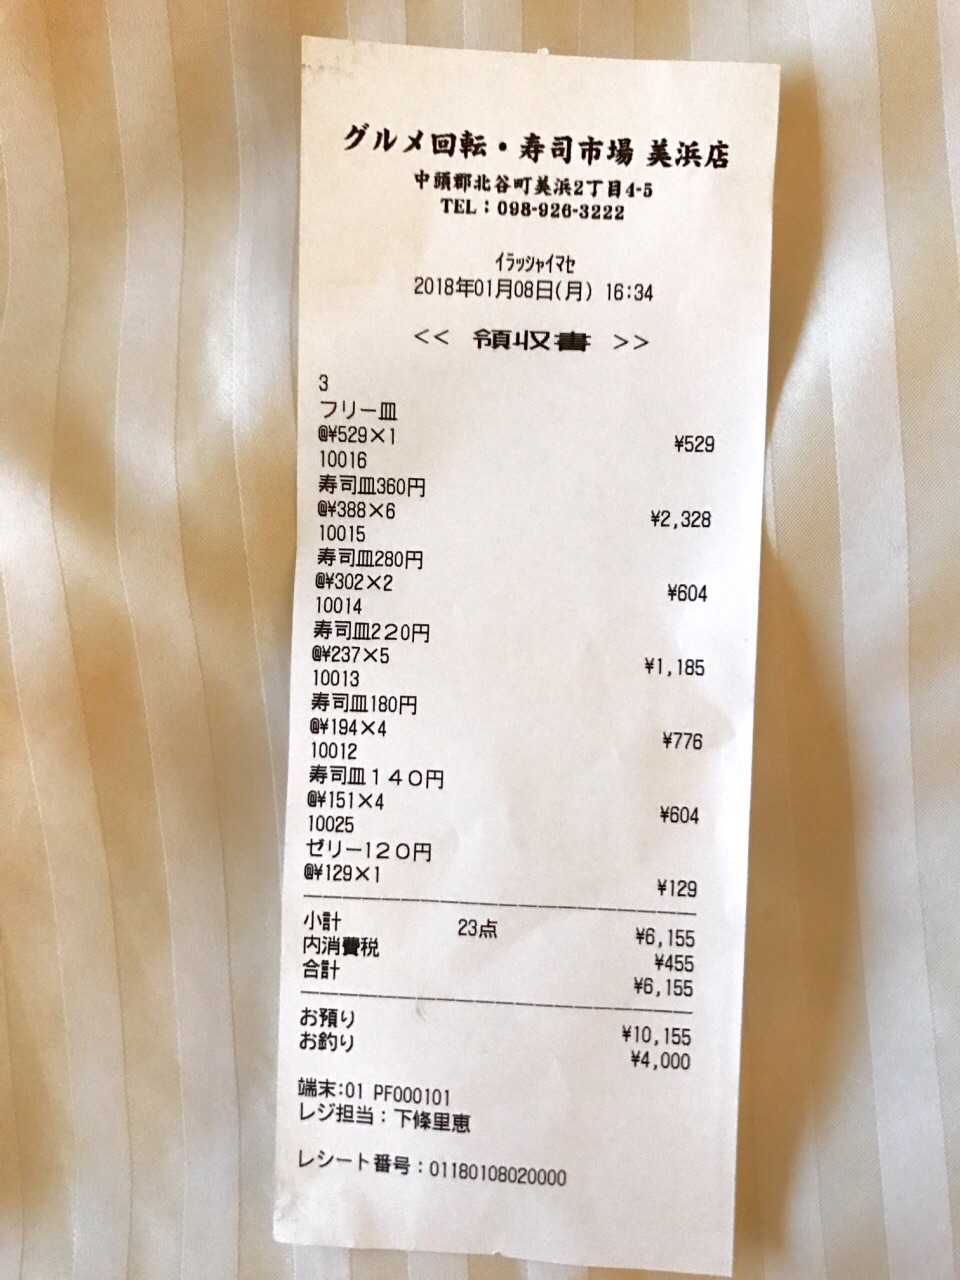 グルメ回転・寿司市場 美浜店
中頭郡北谷町美浜2丁目4-5
TEL：098-926-3222
ｲﾗｯｼｬｲﾏｾ
2018年01月08日(月) 16:34
<< 領収書 >>
3
フリー皿
@¥529×1 ¥529
10016
寿司皿360円
@¥388×6 ¥2,328
10015
寿司皿280円
@¥302×2 ¥604
10014
寿司皿２２０円
@¥237×5 ¥1,185
10013
寿司皿180円
@¥194×4 ¥776
10012
寿司皿１４０円
@¥151×4 ¥604
10025
ゼリー１２０円
@¥129×1 ¥129
小計 23点 ¥6,155
内消費税 ¥455
合計 ¥6,155
お預り ¥10,155
お釣り ¥4,000
端末:01 PF000101
レジ担当：下條里恵
レシート番号：01180108020000